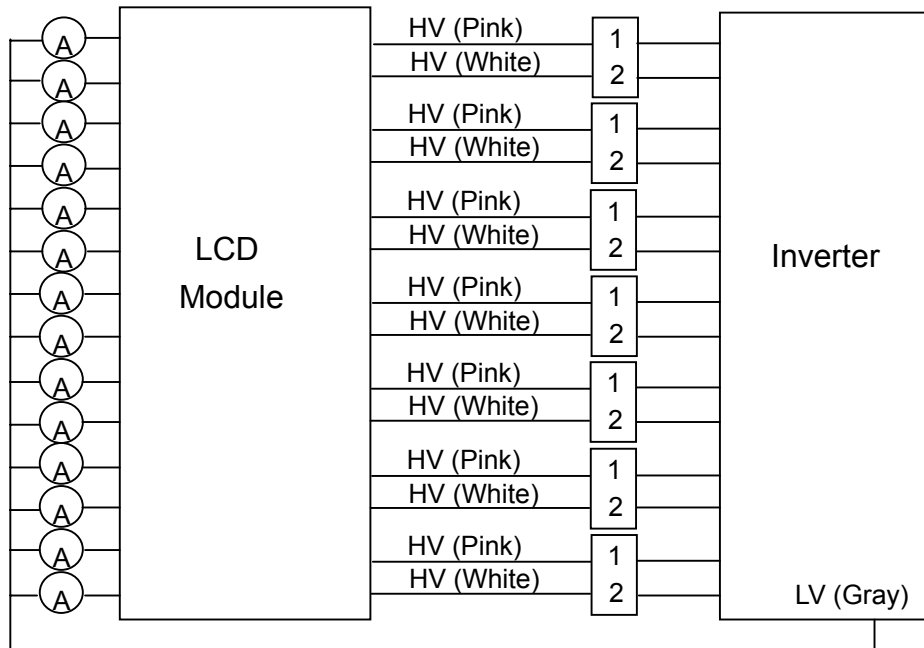 A
A
A
A
A
A
A
A
A
A
A
A
A
A
LCD
Module
HV (Pink)
HV (White)
1
2
HV (Pink)
HV (White)
1
2
HV (Pink)
HV (White)
1
2
HV (Pink)
HV (White)
1
2
HV (Pink)
HV (White)
1
2
HV (Pink)
HV (White)
1
2
HV (Pink)
HV (White)
1
2
Inverter
LV (Gray)